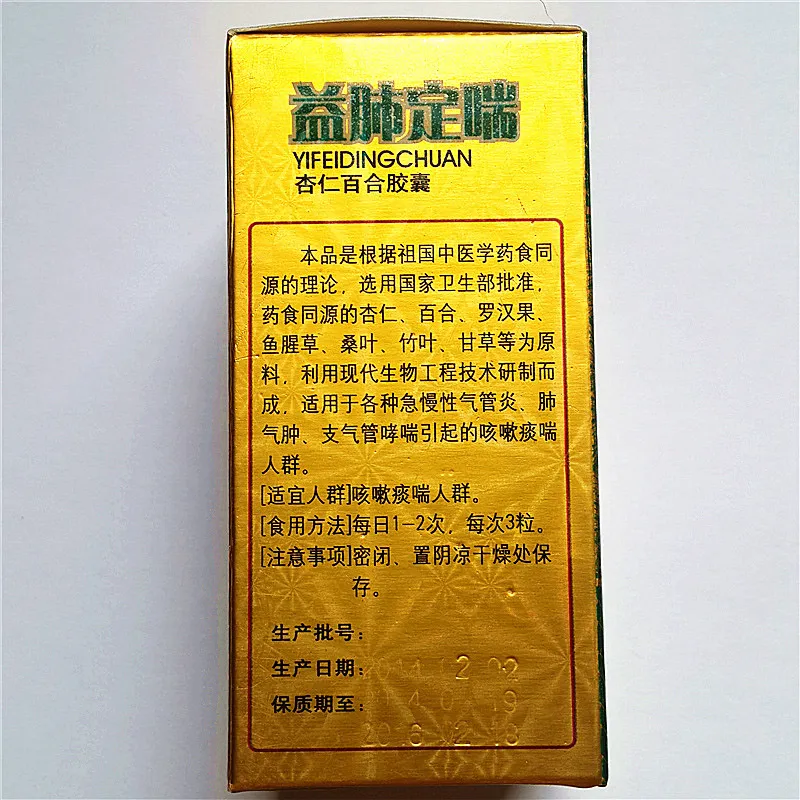 益肺定喘
YIFEIDINGCHUAN
杏仁百合胶囊
本品是根据祖国中医学药食同
源的理论，选用国家卫生部批准，
药食同源的杏仁、百合、罗汉果、
鱼腥草、桑叶、竹叶、甘草等为原
料，利用现代生物工程技术研制而
成，适用于各种急慢性气管炎、肺
气肿、支气管哮喘引起的咳嗽痰喘
人群。
[适宜人群]咳嗽痰喘人群。
[食用方法]每日1-2次，每次3粒。
[注意事项]密闭、置阴凉干燥处保
存。
生产批号：
生产日期：
保质期至：